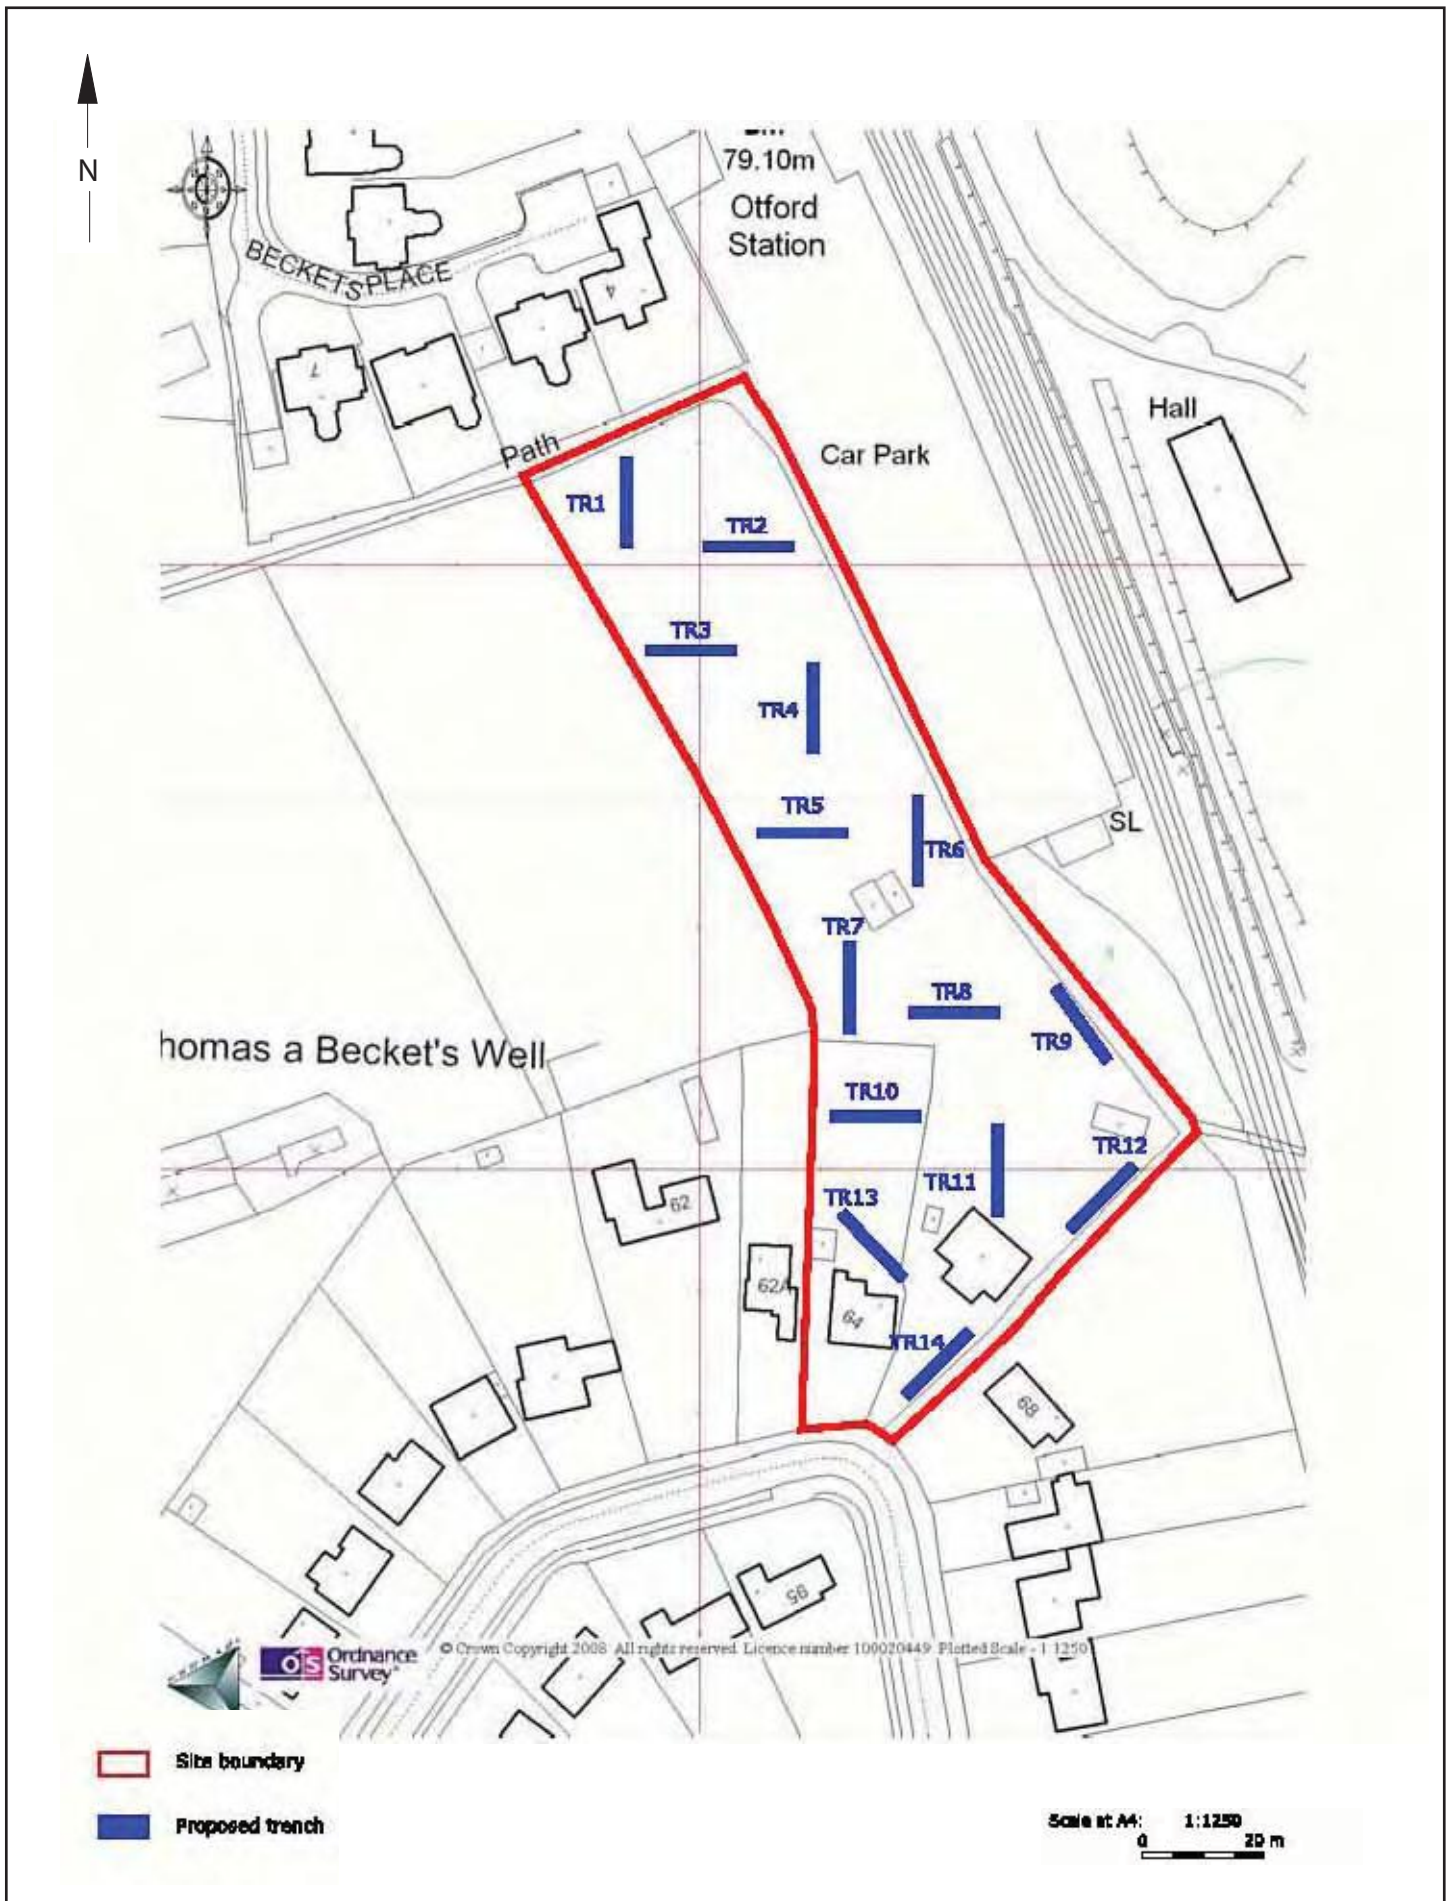 N
79.10m
Otford
Station
BECKETS PLACE
4
7
Hall
Path
Car Park
TR1
TR2
TR3
TR4
TR5
SL
TR6
TR7
TR8
TR9
homas a Becket's Well
TR10
TR12
TR11
TR13
62
62A
64
TR14
68
95
Ordnance
Survey
© Crown Copyright 2008 All rights reserved Licence number 100020449 Plotted Scale - 1 1250
Site boundary
Proposed trench
Scale at A4: 1:1250
0 20 m